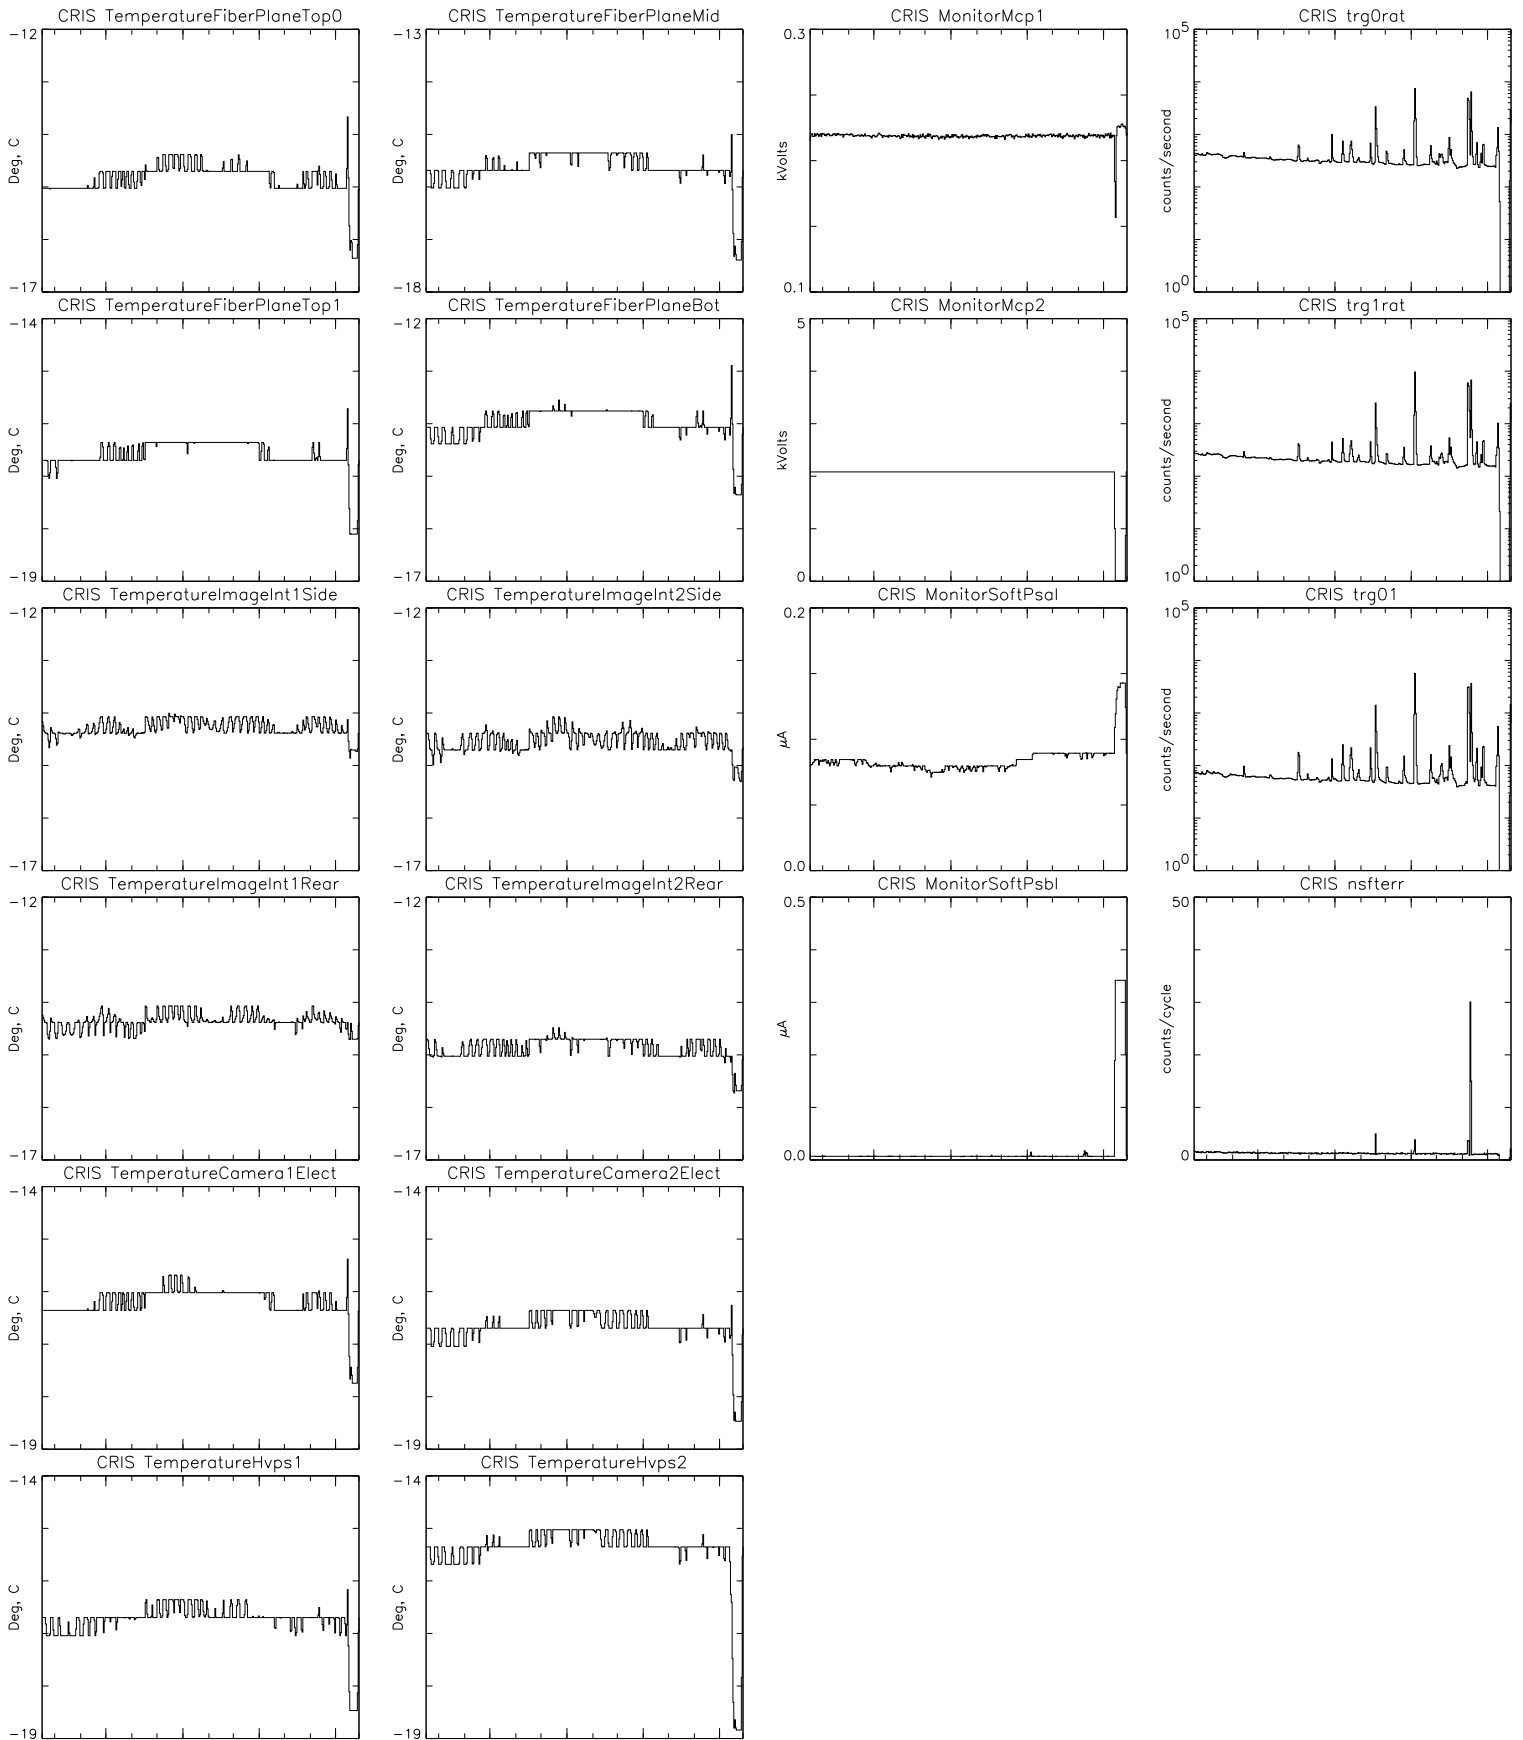 CRIS TemperatureFiberPlaneTop0
-12
Deg, C
-17
CRIS TemperatureFiberPlaneMid
-13
Deg, C
-18
CRIS MonitorMcp1
0.3
kVolts
0.1
CRIS trg0rat
10^5
counts/second
10^0
CRIS TemperatureFiberPlaneTop1
-14
Deg, C
-19
CRIS TemperatureFiberPlaneBot
-12
Deg, C
-17
CRIS MonitorMcp2
5
kVolts
0
CRIS trg1rat
10^5
counts/second
10^0
CRIS TemperatureImageInt1Side
-12
Deg, C
-17
CRIS TemperatureImageInt2Side
-12
Deg, C
-17
CRIS MonitorSoftPsaI
0.2
μA
0.0
CRIS trg01
10^5
counts/second
10^0
CRIS TemperatureImageInt1Rear
-12
Deg, C
-17
CRIS TemperatureImageInt2Rear
-12
Deg, C
-17
CRIS MonitorSoftPsbI
0.5
μA
0.0
CRIS nsfterr
50
counts/cycle
0
CRIS TemperatureCamera1Elect
-14
Deg, C
-19
CRIS TemperatureCamera2Elect
-14
Deg, C
-19
CRIS TemperatureHvps1
-14
Deg, C
-19
CRIS TemperatureHvps2
-14
Deg, C
-19